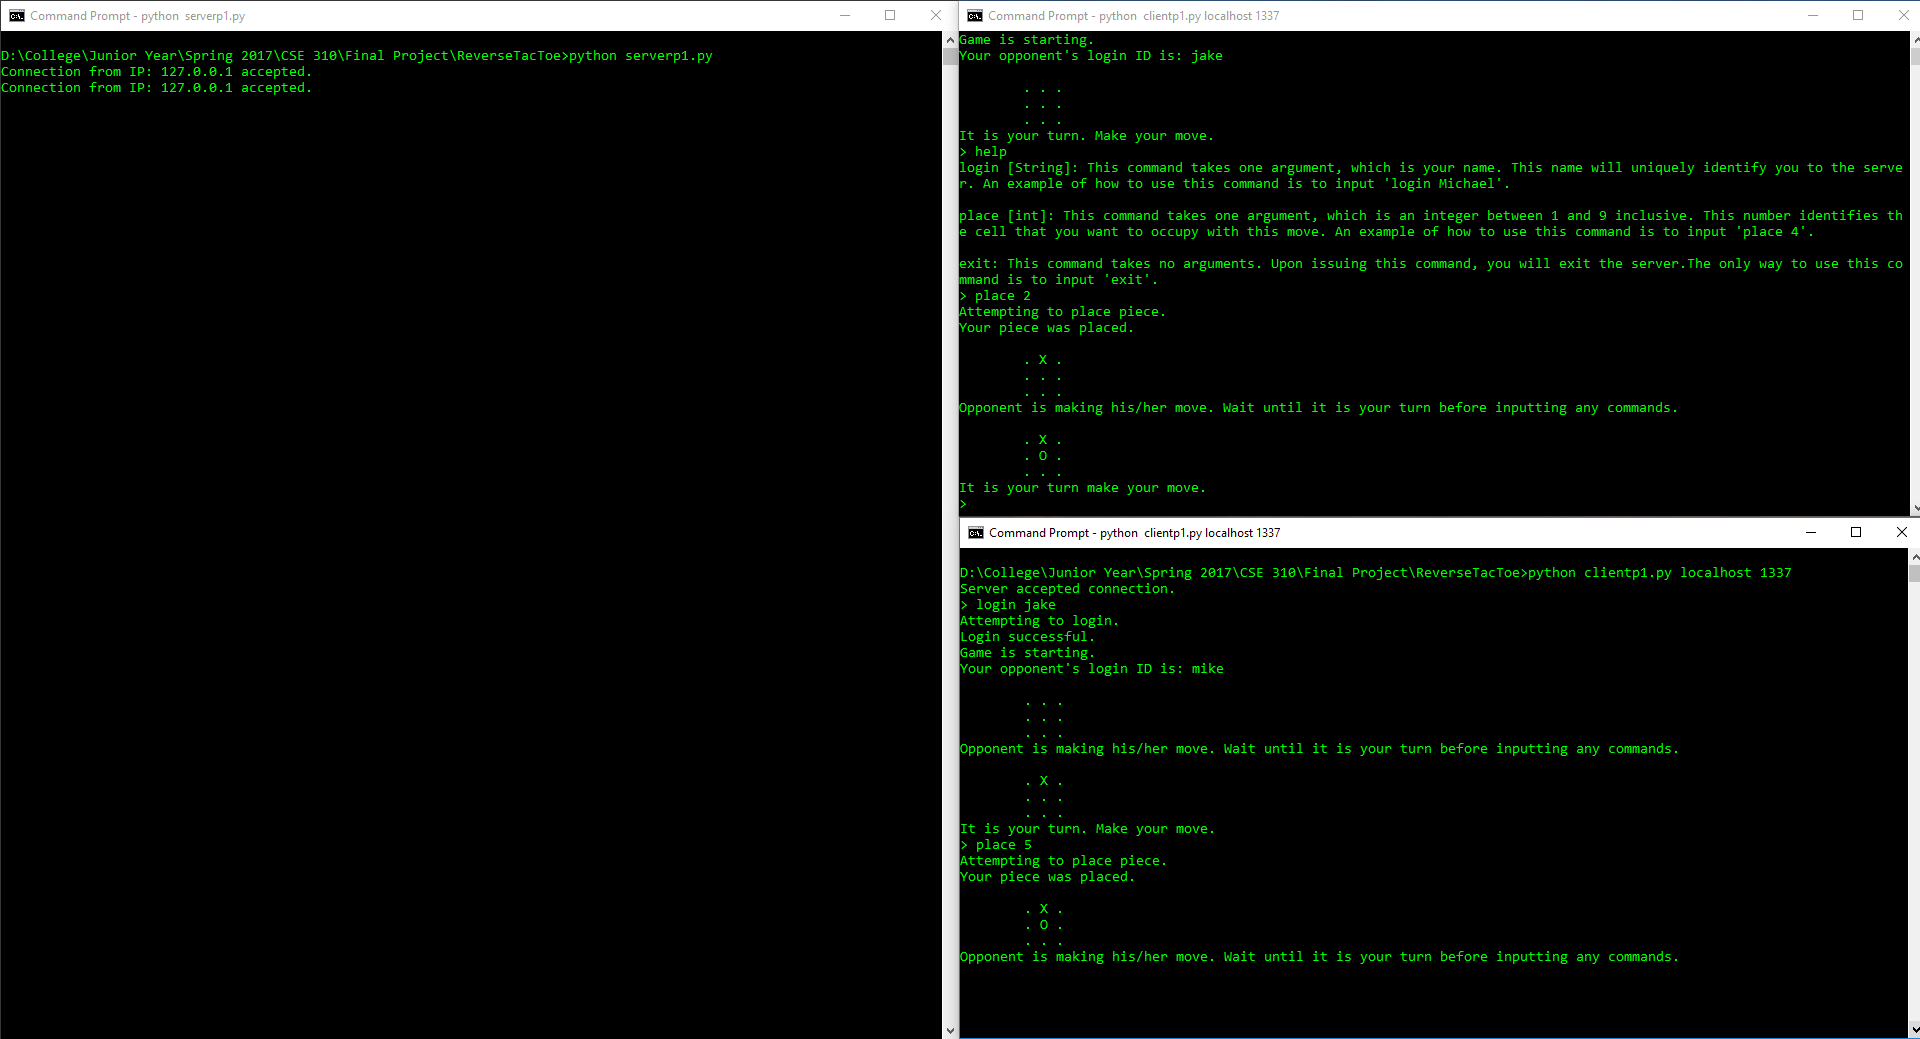 Command Prompt - python  serverp1.py
D:\College\Junior Year\Spring 2017\CSE 310\Final Project\ReverseTacToe>python serverp1.py
Connection from IP: 127.0.0.1 accepted.
Connection from IP: 127.0.0.1 accepted.
Command Prompt - python  clientp1.py localhost 1337
Game is starting.
Your opponent's login ID is: jake
. . .
. . .
. . .
It is your turn. Make your move.
> help
login [String]: This command takes one argument, which is your name. This name will uniquely identify you to the serve
r. An example of how to use this command is to input 'login Michael'.
place [int]: This command takes one argument, which is an integer between 1 and 9 inclusive. This number identifies th
e cell that you want to occupy with this move. An example of how to use this command is to input 'place 4'.
exit: This command takes no arguments. Upon issuing this command, you will exit the server.The only way to use this co
mmand is to input 'exit'.
> place 2
Attempting to place piece.
Your piece was placed.
. X .
. . .
. . .
Opponent is making his/her move. Wait until it is your turn before inputting any commands.
. X .
. O .
. . .
It is your turn make your move.
>
Command Prompt - python  clientp1.py localhost 1337
D:\College\Junior Year\Spring 2017\CSE 310\Final Project\ReverseTacToe>python clientp1.py localhost 1337
Server accepted connection.
> login jake
Attempting to login.
Login successful.
Game is starting.
Your opponent's login ID is: mike
. . .
. . .
. . .
Opponent is making his/her move. Wait until it is your turn before inputting any commands.
. X .
. . .
. . .
It is your turn. Make your move.
> place 5
Attempting to place piece.
Your piece was placed.
. X .
. O .
. . .
Opponent is making his/her move. Wait until it is your turn before inputting any commands.